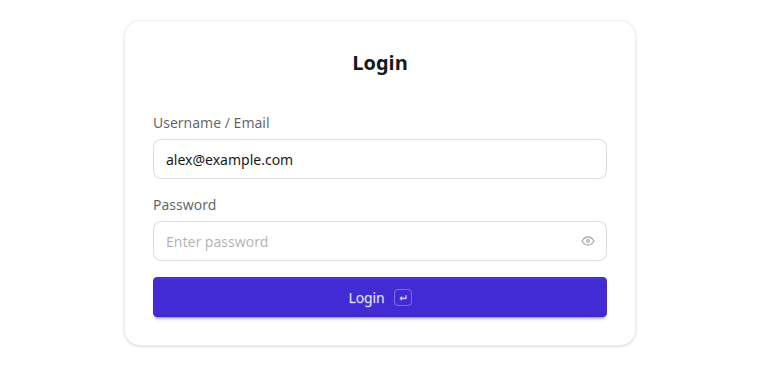 Login
Username / Email
alex@example.com
Password
Enter password
Login ↵